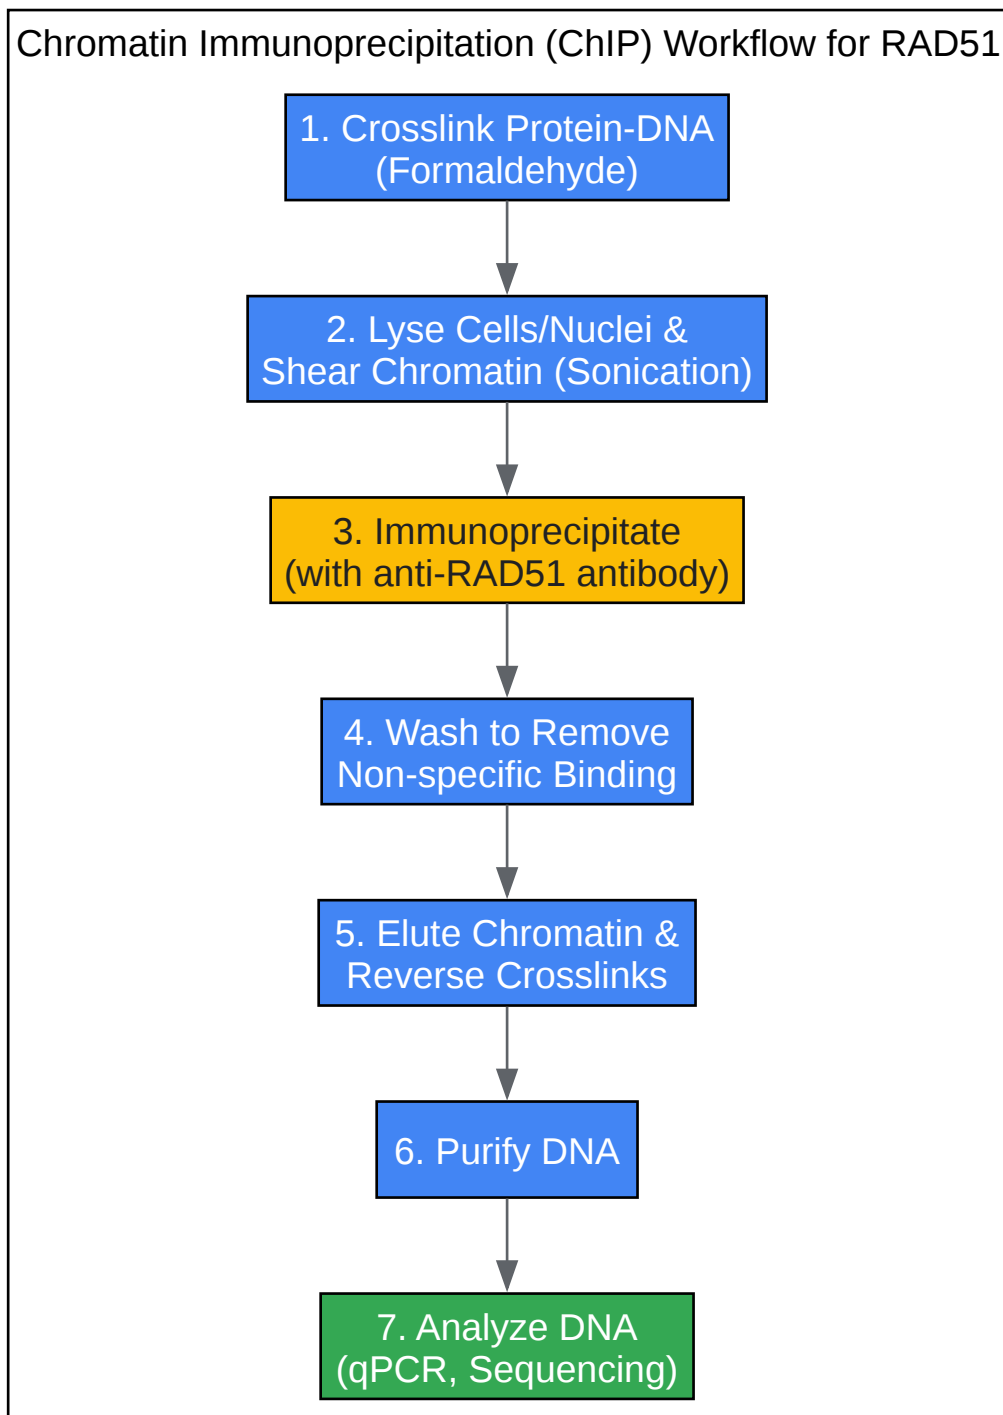 Chromatin Immunoprecipitation (ChIP) Workflow for RAD51
1. Crosslink Protein-DNA
(Formaldehyde)
2. Lyse Cells/Nuclei &
Shear Chromatin (Sonication)
3. Immunoprecipitate
(with anti-RAD51 antibody)
4. Wash to Remove
Non-specific Binding
5. Elute Chromatin &
Reverse Crosslinks
6. Purify DNA
7. Analyze DNA
(qPCR, Sequencing)